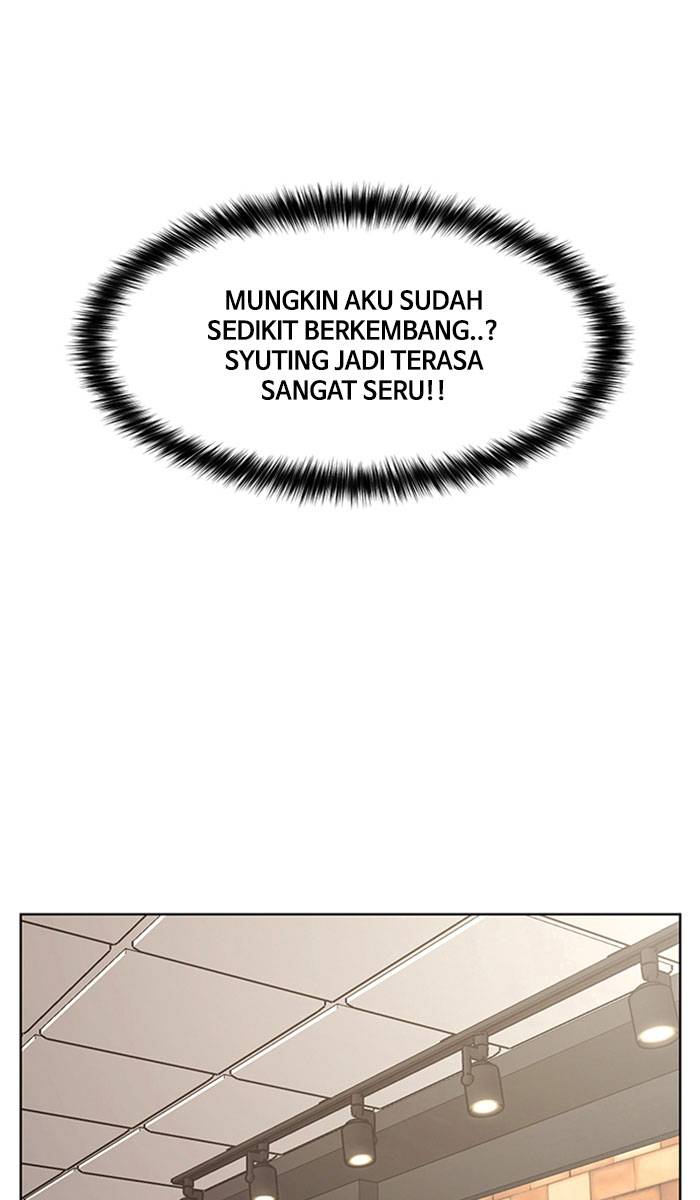 MUNGKIN AKU SUDAH
SEDIKIT BERKEMBANG..?
SYUTING JADI TERASA
SANGAT SERU!!